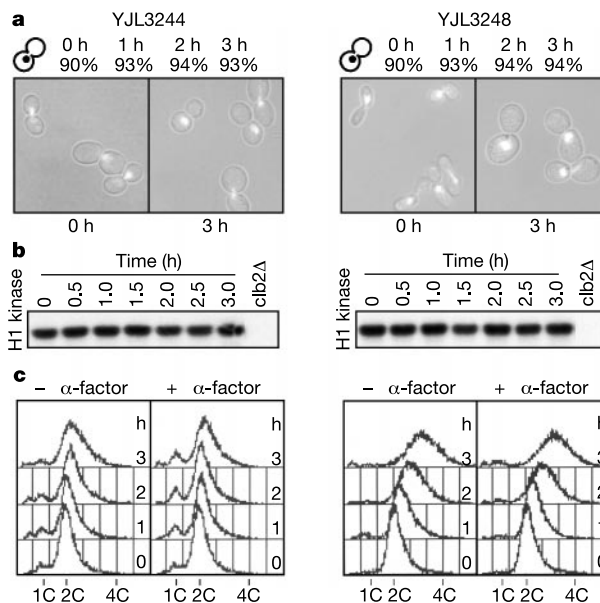 a
YJL3244
YJL3248
0 h 1 h 2 h 3 h
90% 93% 94% 93%
0 h 1 h 2 h 3 h
90% 93% 94% 94%
0 h 3 h
0 h 3 h
b
Time (h)
H1 kinase
0 0.5 1.0 1.5 2.0 2.5 3.0 clb2Δ
Time (h)
H1 kinase
0 0.5 1.0 1.5 2.0 2.5 3.0 clb2Δ
c
– α-factor + α-factor
– α-factor + α-factor
h h
3 3
2 2
1 1
0 0
h h
3 3
2 2
1 1
0 0
1C 2C 4C 1C 2C 4C
1C 2C 4C 1C 2C 4C